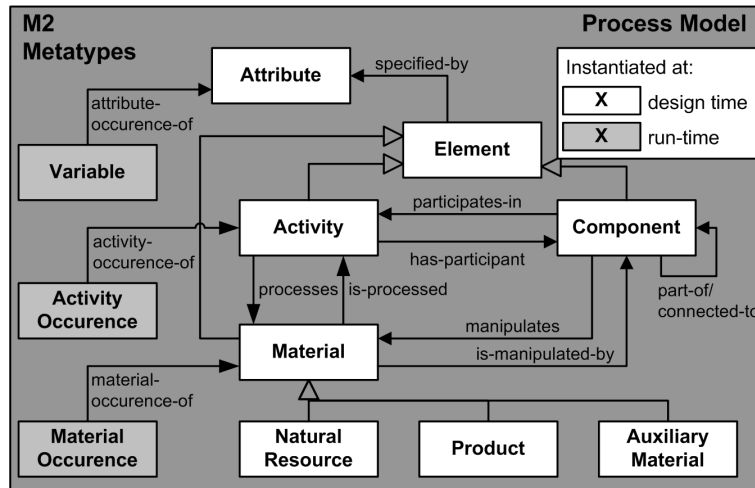 M2
Metatypes
Process Model
Attribute
specified-by
Instantiated at:
X design time
X run-time
attribute-
occurence-of
Variable
Element
Activity
participates-in
Component
activity-
occurence-of
has-participant
Activity
Occurence
processes
is-processed
part-of/
connected-to
manipulates
Material
is-manipulated-by
material-
occurence-of
Material
Occurence
Natural
Resource
Product
Auxiliary
Material